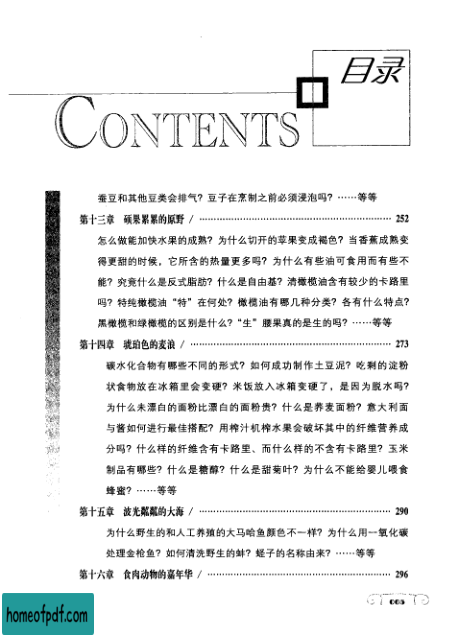 目录
CONTENTS
蚕豆和其他豆类会排气？豆子在烹制之前必须浸泡吗？……等等
第十三章 硕果累累的原野 / …………………………………………… 252
怎么做能加快水果的成熟？为什么切开的苹果变成褐色？当香蕉成熟变
得更甜的时候，它所含的热量更多吗？为什么有些油可食用而有些不
能？究竟什么是反式脂肪？什么是自由基？清橄榄油含有较少的卡路里
吗？特纯橄榄油“特”在何处？橄榄油有哪几种分类？各有什么特点？
黑橄榄和绿橄榄的区别是什么？“生”腰果真的是生的吗？……等等
第十四章 琥珀色的麦浪 / …………………………………………… 273
碳水化合物有哪些不同的形式？如何成功制作土豆泥？吃剩的淀粉
状食物放在冰箱里会变硬？米饭放入冰箱变硬了，是因为脱水吗？
为什么未漂白的面粉比漂白的面粉贵？什么是荞麦面粉？意大利面
与酱如何进行最佳搭配？用榨汁机榨水果会破坏其中的纤维营养成
分吗？什么样的纤维含有卡路里、而什么样的不含有卡路里？玉米
制品有哪些？什么是糖醇？什么是甜菊叶？为什么不能给婴儿喂食
蜂蜜？……等等
第十五章 波光粼粼的大海 / …………………………………………… 290
为什么野生的和人工养殖的大马哈鱼颜色不一样？为什么用一氧化碳
处理金枪鱼？如何清洗野生的蚌？蛏子的名称由来？……等等
第十六章 食肉动物的嘉年华 / …………………………………………… 296
005
homeofpdf.com